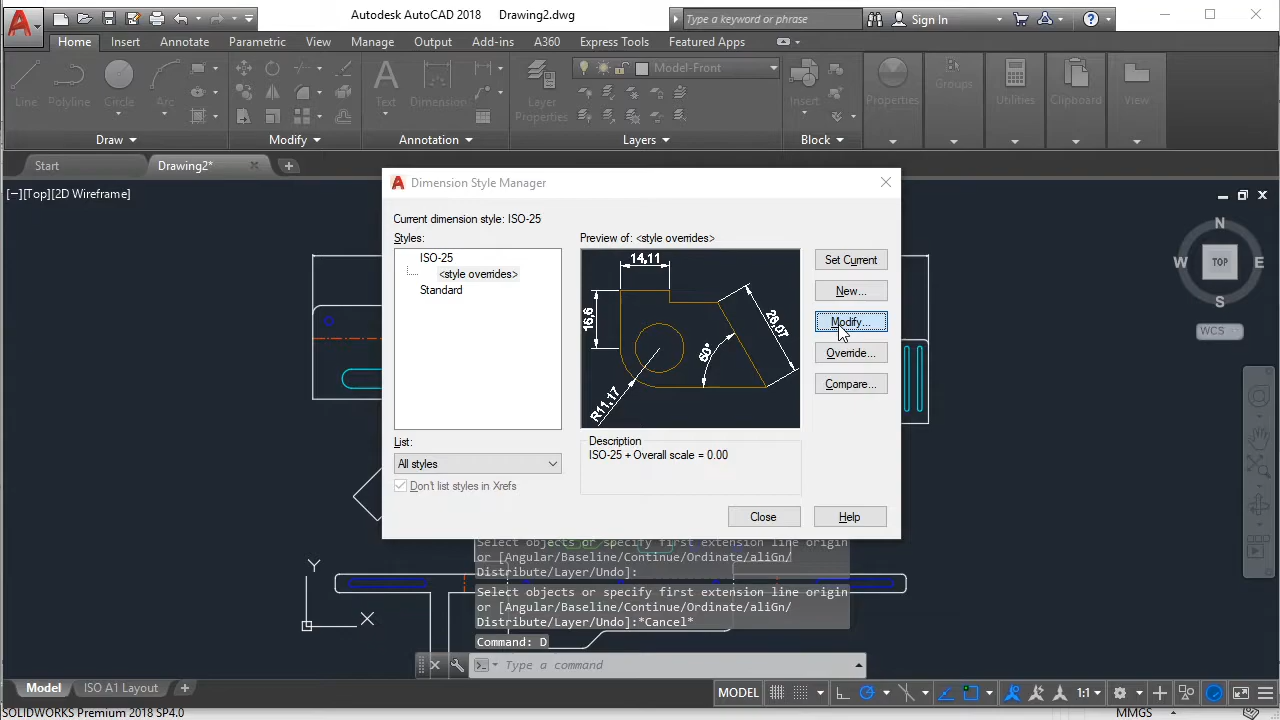 Autodesk AutoCAD 2018 Drawing2.dwg
Type a keyword or phrase
Sign In
Home Insert Annotate Parametric View Manage Output Add-ins A360 Express Tools Featured Apps
Line Polyline Circle Arc
Text Dimension
Layer
Properties
Model-Front
Insert
Properties
Groups
Utilities
Clipboard
View
Draw Modify Annotation Layers Block
Start Drawing2*
[−][Top][2D Wireframe]
N
W TOP E
S
WCS
Dimension Style Manager
Current dimension style: ISO-25
Styles:
ISO-25
<style overrides>
Standard
List:
All styles
Don't list styles in Xrefs
Preview of: <style overrides>
14,11
16,6
28,07
60°
R11,17
Description
ISO-25 + Overall scale = 0.00
Set Current
New...
Modify...
Override...
Compare...
Close Help
Select objects or specify first extension line origin
or [Angular/Baseline/Continue/Ordinate/aliGn/
Distribute/Layer/Undo]:
Select objects or specify first extension line origin
or [Angular/Baseline/Continue/Ordinate/aliGn/
Distribute/Layer/Undo]:*Cancel*
Command: D
Type a command
Y
X
Model ISO A1 Layout
MODEL 1:1
SOLIDWORKS Premium 2018 SP4.0 MMGS